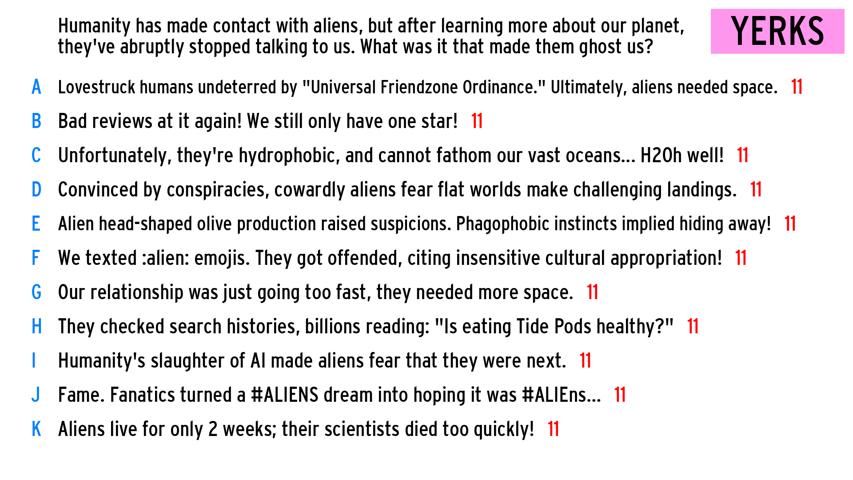 Humanity has made contact with aliens, but after learning more about our planet,
they've abruptly stopped talking to us. What was it that made them ghost us?
YERKS
A Lovestruck humans undeterred by "Universal Friendzone Ordinance." Ultimately, aliens needed space. 11
B Bad reviews at it again! We still only have one star! 11
C Unfortunately, they're hydrophobic, and cannot fathom our vast oceans... H2Oh well! 11
D Convinced by conspiracies, cowardly aliens fear flat worlds make challenging landings. 11
E Alien head-shaped olive production raised suspicions. Phagophobic instincts implied hiding away! 11
F We texted :alien: emojis. They got offended, citing insensitive cultural appropriation! 11
G Our relationship was just going too fast, they needed more space. 11
H They checked search histories, billions reading: "Is eating Tide Pods healthy?" 11
I Humanity's slaughter of AI made aliens fear that they were next. 11
J Fame. Fanatics turned a #ALIENS dream into hoping it was #ALIEns... 11
K Aliens live for only 2 weeks; their scientists died too quickly! 11